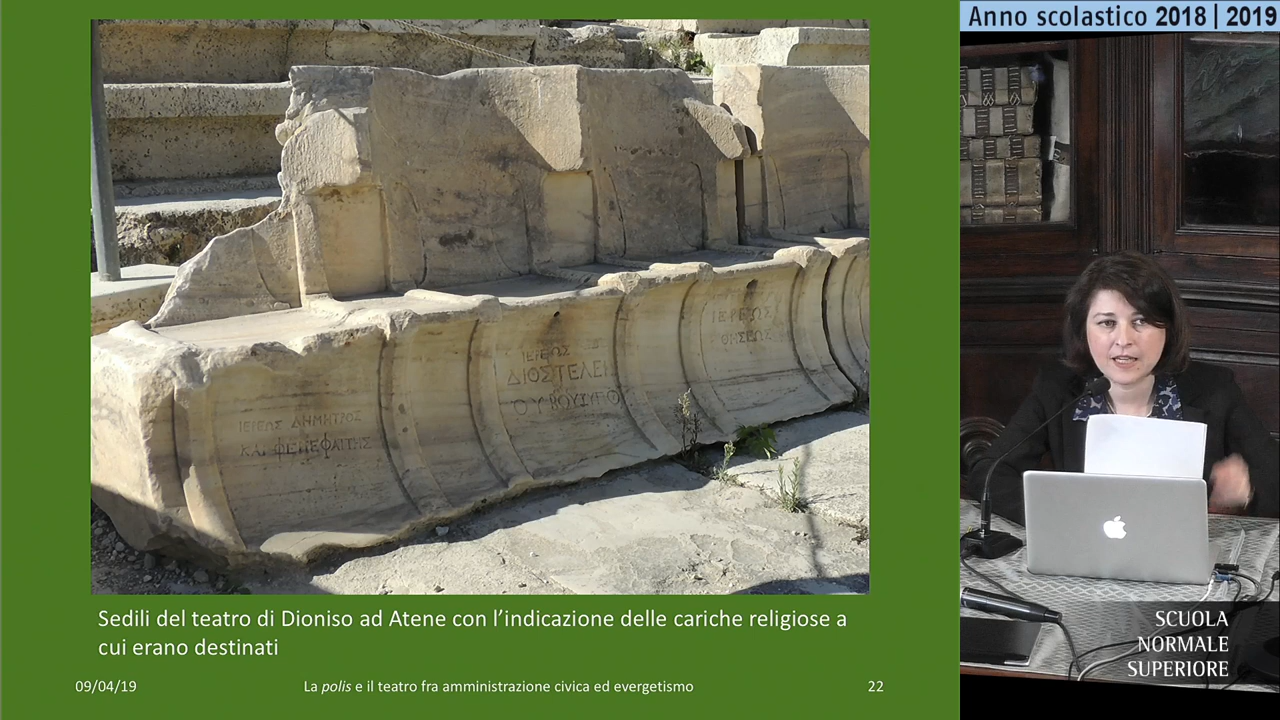 Anno scolastico 2018 | 2019
ΙΕΡΕΩΣ ΔΗΜΗΤΡΟΣ
ΚΑΙ ΦΕΡΕΦΑΤΤΗΣ
ΙΕΡΕΩΣ
ΔΙΟΣ ΤΕΛΕΙ
ΟΥ ΒΟΥΖΥΓΟ
ΙΕΡΕΩΣ
ΘΗΣΕΩΣ
Sedili del teatro di Dioniso ad Atene con l’indicazione delle cariche religiose a
cui erano destinati
09/04/19
La polis e il teatro fra amministrazione civica ed evergetismo
22
SCUOLA
NORMALE
SUPERIORE